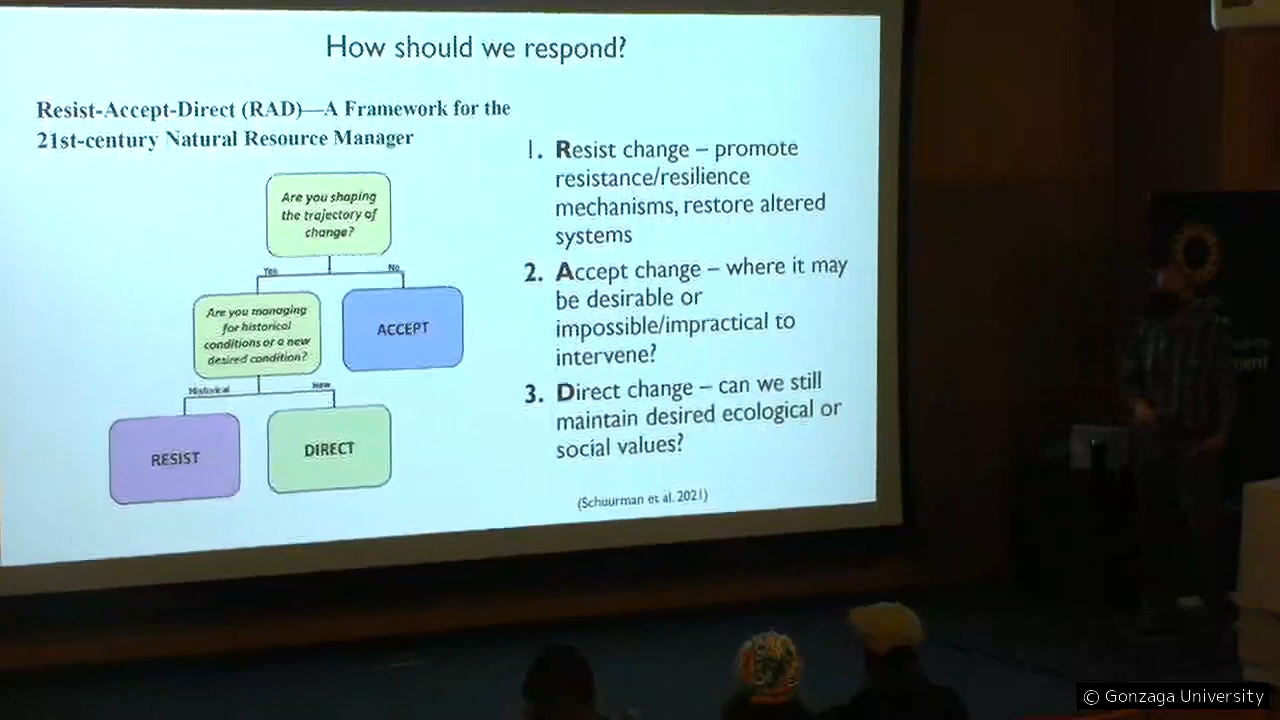 How should we respond?
Resist-Accept-Direct (RAD)—A Framework for the
21st-century Natural Resource Manager
Are you shaping
the trajectory of
change?
Yes
No
Are you managing
for historical
conditions or a new
desired condition?
ACCEPT
Historical
New
RESIST
DIRECT
1. Resist change – promote
resistance/resilience
mechanisms, restore altered
systems
2. Accept change – where it may
be desirable or
impossible/impractical to
intervene?
3. Direct change – can we still
maintain desired ecological or
social values?
(Schuurman et al. 2021)
© Gonzaga University